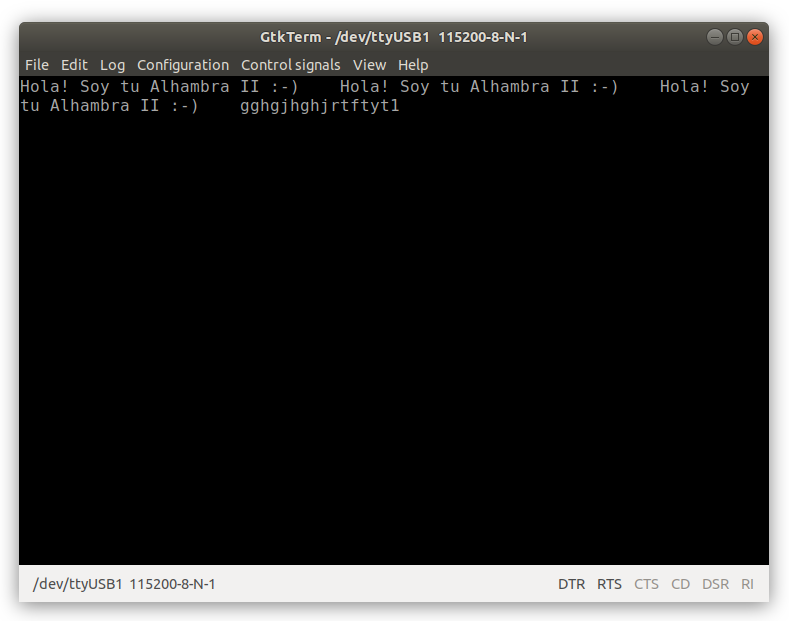 GtkTerm - /dev/ttyUSB1 115200-8-N-1
File Edit Log Configuration Control signals View Help
Hola! Soy tu Alhambra II :-)    Hola! Soy tu Alhambra II :-)    Hola! Soy
tu Alhambra II :-)    gghgjhghjrtftyt1
/dev/ttyUSB1 115200-8-N-1 DTR RTS CTS CD DSR RI